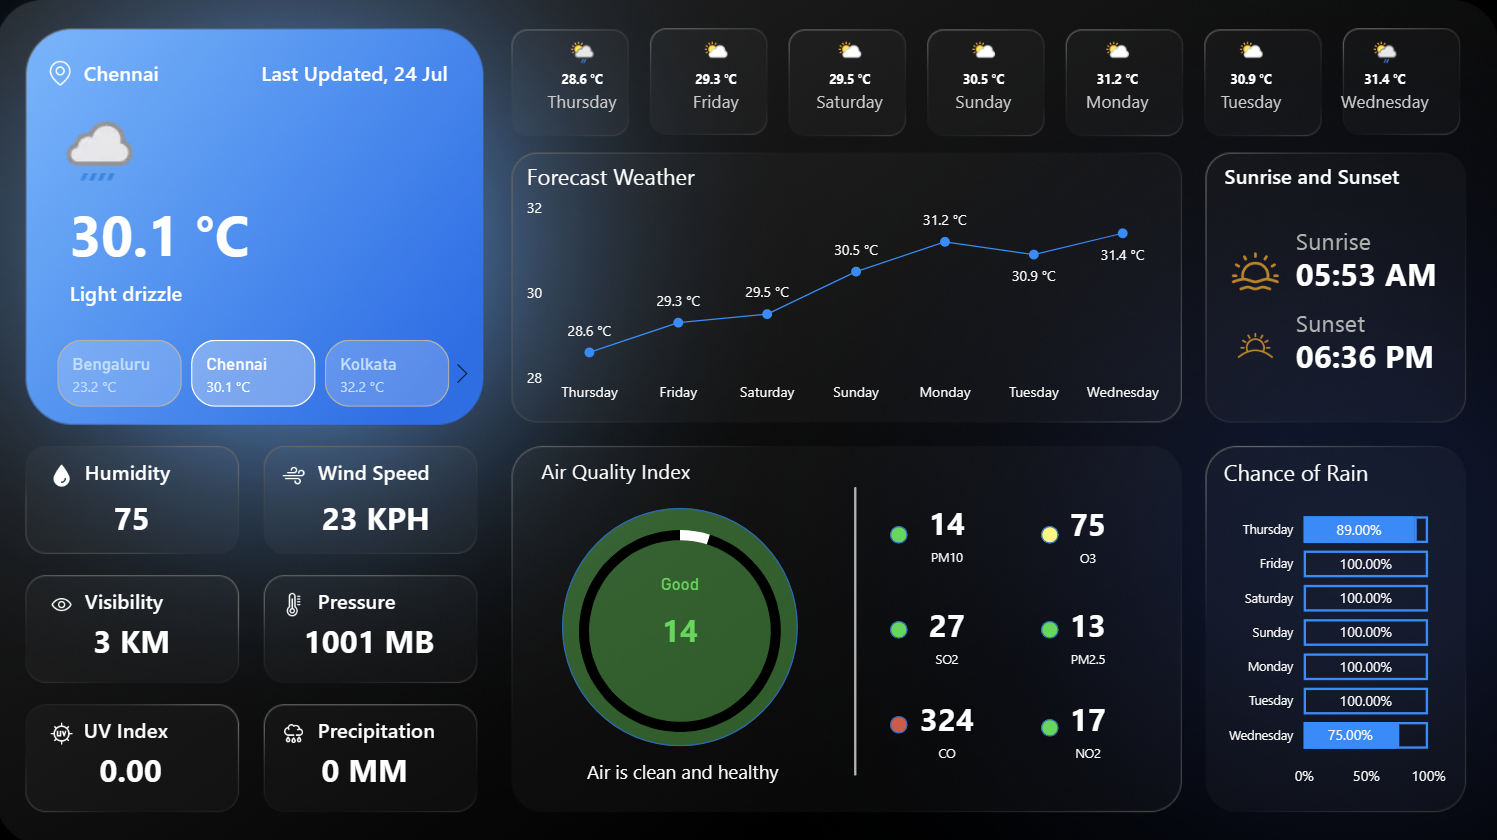 Chennai
Last Updated, 24 Jul
30.1 °C
Light drizzle
Bengaluru
23.2 °C
Chennai
30.1 °C
Kolkata
32.2 °C
28.6 °C
Thursday
29.3 °C
Friday
29.5 °C
Saturday
30.5 °C
Sunday
31.2 °C
Monday
30.9 °C
Tuesday
31.4 °C
Wednesday
Forecast Weather
32
30
28
28.6 °C
29.3 °C
29.5 °C
30.5 °C
31.2 °C
30.9 °C
31.4 °C
Thursday
Friday
Saturday
Sunday
Monday
Tuesday
Wednesday
Sunrise and Sunset
Sunrise
05:53 AM
Sunset
06:36 PM
Humidity
75
Wind Speed
23 KPH
Visibility
3 KM
Pressure
1001 MB
UV
UV Index
0.00
Precipitation
0 MM
Air Quality Index
Good
14
Air is clean and healthy
14
PM10
75
O3
27
SO2
13
PM2.5
324
CO
17
NO2
Chance of Rain
Thursday 89.00%
Friday 100.00%
Saturday 100.00%
Sunday 100.00%
Monday 100.00%
Tuesday 100.00%
Wednesday 75.00%
0% 50% 100%